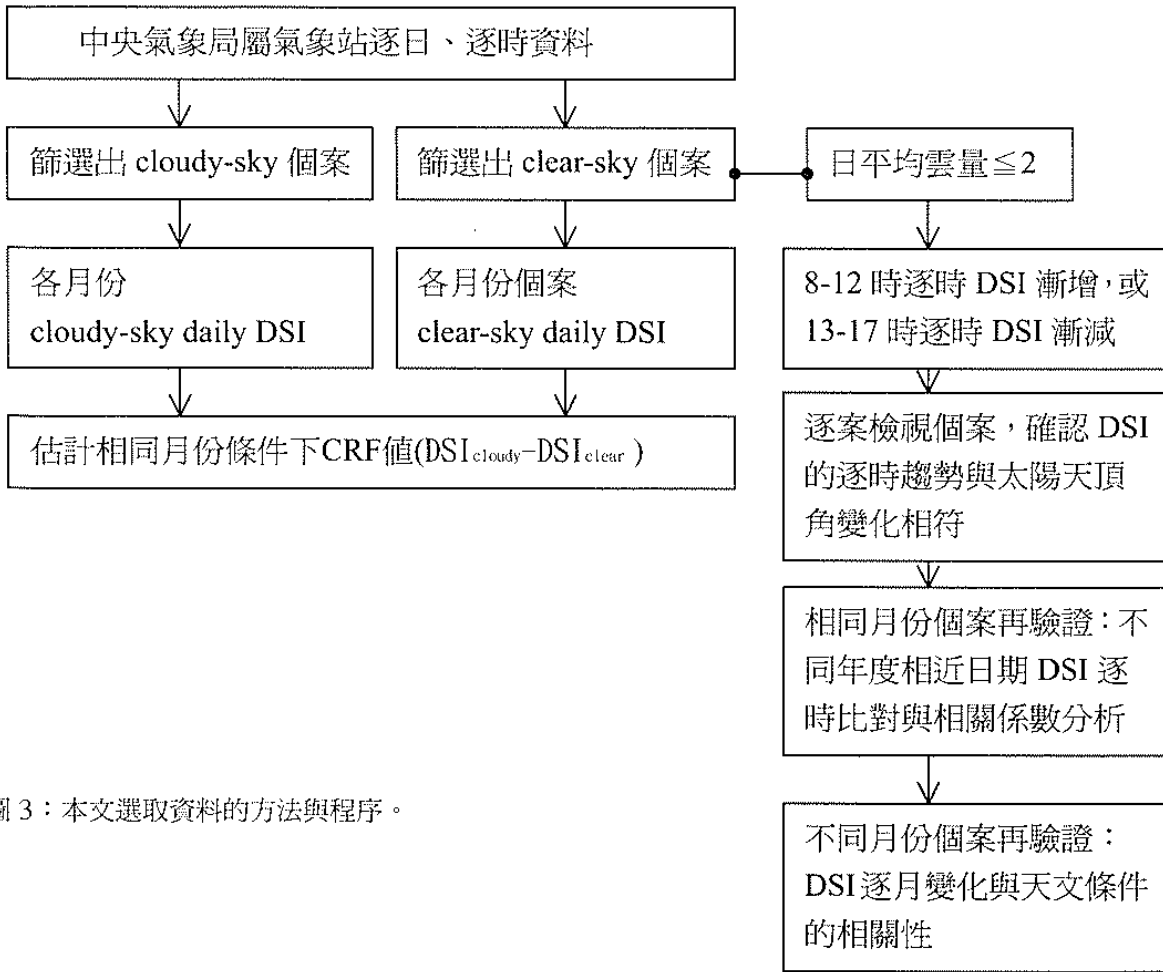 中央氣象局屬氣象站逐日、逐時資料
篩選出 cloudy-sky 個案
篩選出 clear-sky 個案
日平均雲量≦2
各月份
cloudy-sky daily DSI
各月份個案
clear-sky daily DSI
8-12 時逐時 DSI 漸增,或
13-17 時逐時 DSI 漸減
估計相同月份條件下CRF值(DSIcloudy-DSIclear)
逐案檢視個案,確認 DSI
的逐時趨勢與太陽天頂
角變化相符
相同月份個案再驗證:不
同年度相近日期 DSI 逐
時比對與相關係數分析
圖 3:本文選取資料的方法與程序。
不同月份個案再驗證:
DSI逐月變化與天文條件
的相關性